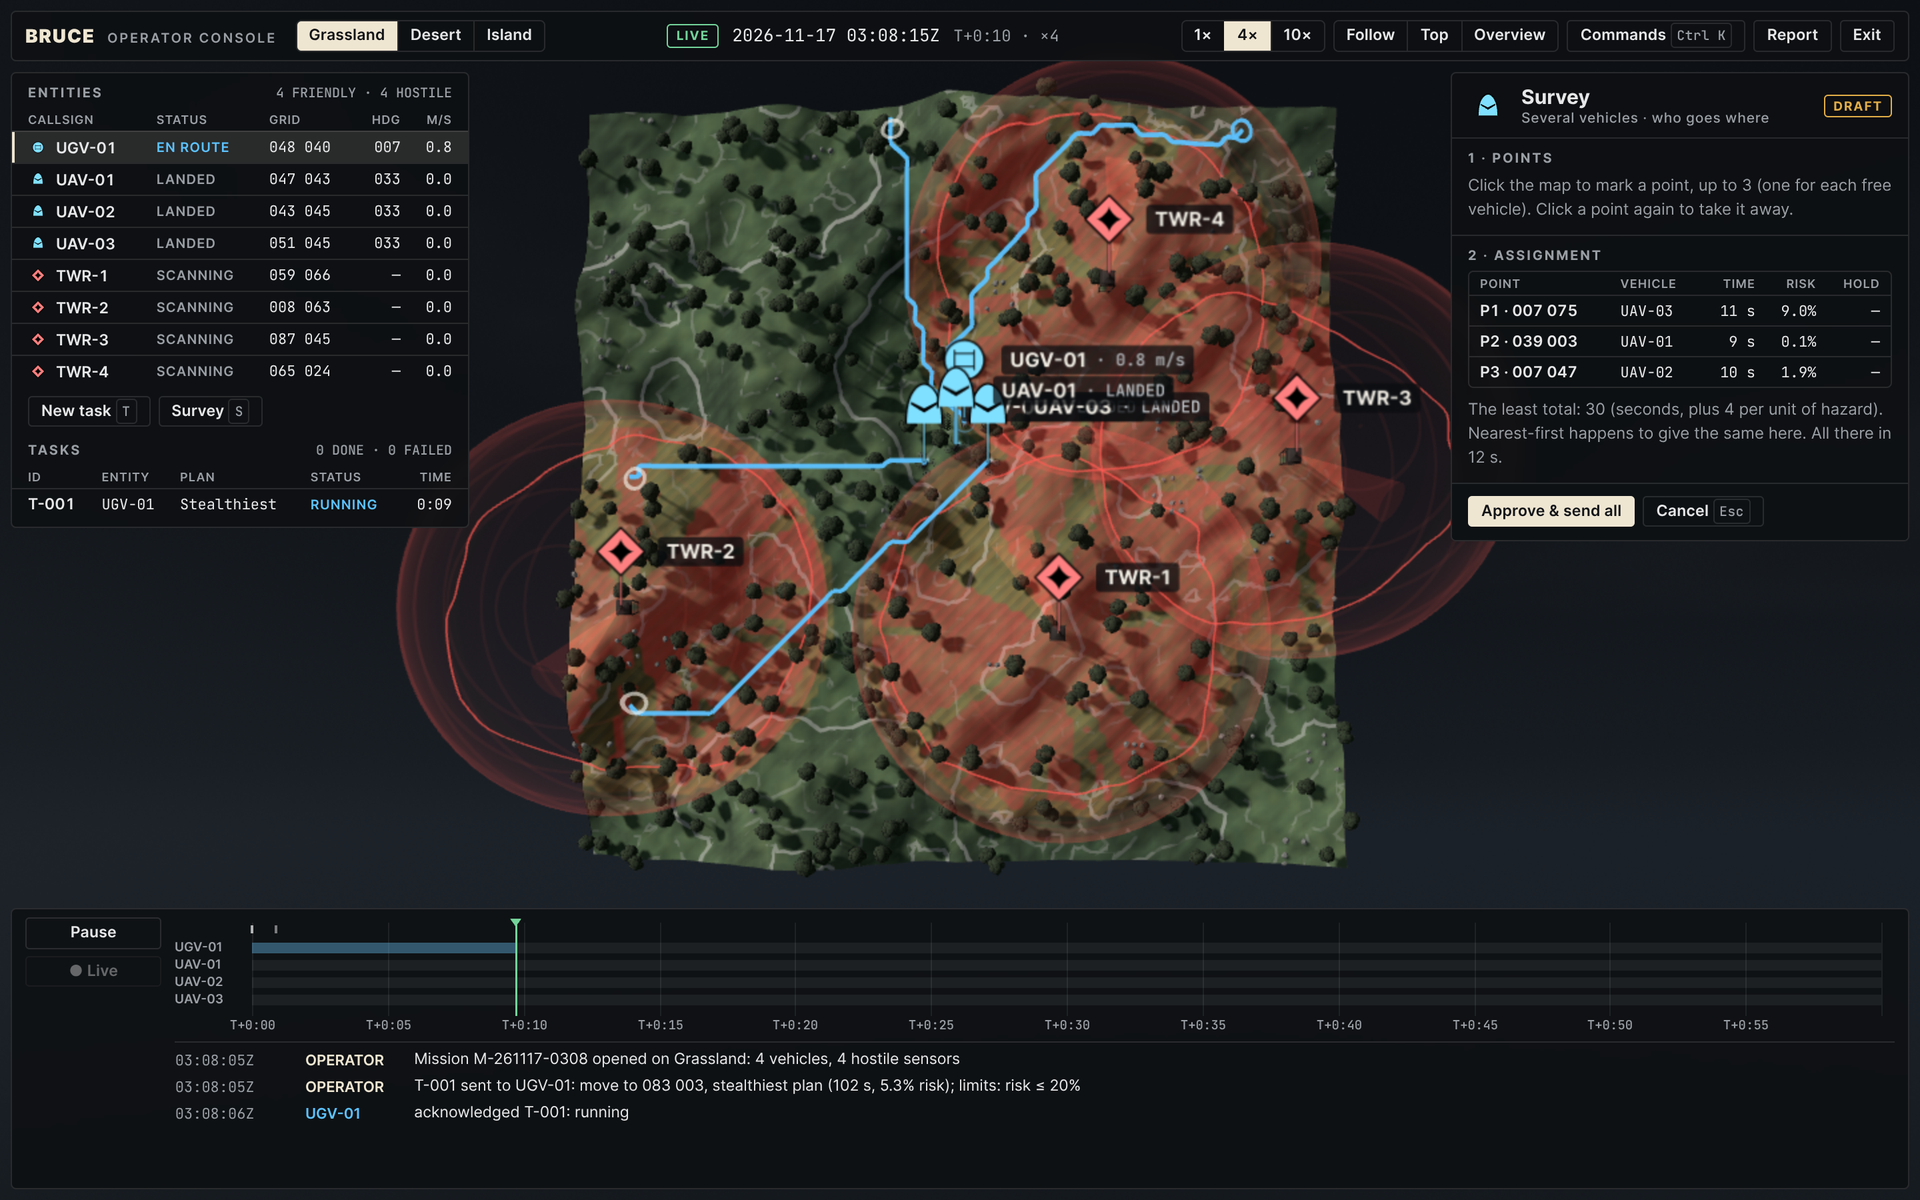 BRUCE OPERATOR CONSOLE Grassland Desert Island LIVE 2026-11-17 03:08:15Z T+0:10 · ×4 1× 4× 10× Follow Top Overview Commands Ctrl K Report Exit
ENTITIES 4 FRIENDLY · 4 HOSTILE
CALLSIGN STATUS GRID HDG M/S
UGV-01 EN ROUTE 048 040 007 0.8
UAV-01 LANDED 047 043 033 0.0
UAV-02 LANDED 043 045 033 0.0
UAV-03 LANDED 051 045 033 0.0
TWR-1 SCANNING 059 066 — 0.0
TWR-2 SCANNING 008 063 — 0.0
TWR-3 SCANNING 087 045 — 0.0
TWR-4 SCANNING 065 024 — 0.0
New task T Survey S
TASKS 0 DONE · 0 FAILED
ID ENTITY PLAN STATUS TIME
T-001 UGV-01 Stealthiest RUNNING 0:09
TWR-4
UGV-01 · 0.8 m/s
UAV-01 · LANDED
UAV-03 · LANDED
TWR-3
TWR-2
TWR-1
Survey
Several vehicles · who goes where
DRAFT
1 · POINTS
Click the map to mark a point, up to 3 (one for each free
vehicle). Click a point again to take it away.
2 · ASSIGNMENT
POINT VEHICLE TIME RISK HOLD
P1 · 007 075 UAV-03 11 s 9.0% —
P2 · 039 003 UAV-01 9 s 0.1% —
P3 · 007 047 UAV-02 10 s 1.9% —
The least total: 30 (seconds, plus 4 per unit of hazard).
Nearest-first happens to give the same here. All there in
12 s.
Approve & send all Cancel Esc
Pause
Live
UGV-01
UAV-01
UAV-02
UAV-03
T+0:00 T+0:05 T+0:10 T+0:15 T+0:20 T+0:25 T+0:30 T+0:35 T+0:40 T+0:45 T+0:50 T+0:55
03:08:05Z OPERATOR Mission M-261117-0308 opened on Grassland: 4 vehicles, 4 hostile sensors
03:08:05Z OPERATOR T-001 sent to UGV-01: move to 083 003, stealthiest plan (102 s, 5.3% risk); limits: risk ≤ 20%
03:08:06Z UGV-01 acknowledged T-001: running